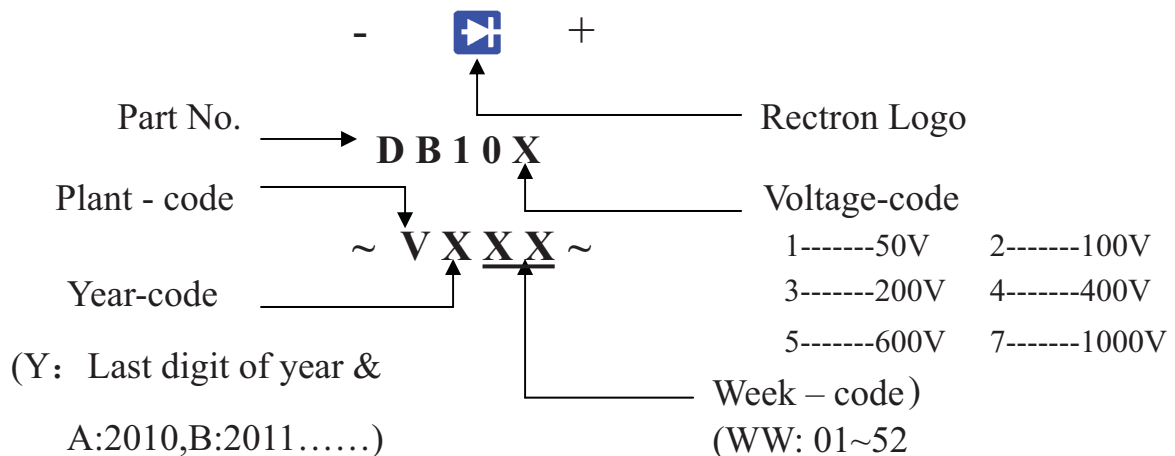 - +
Part No.
Rectron Logo
D B 1 0 X
Plant - code
Voltage-code
~ V X X X ~
1-------50V 2-------100V
Year-code
3-------200V 4-------400V
5-------600V 7-------1000V
(Y： Last digit of year &
Week – code）
A:2010,B:2011……)
(WW: 01~52